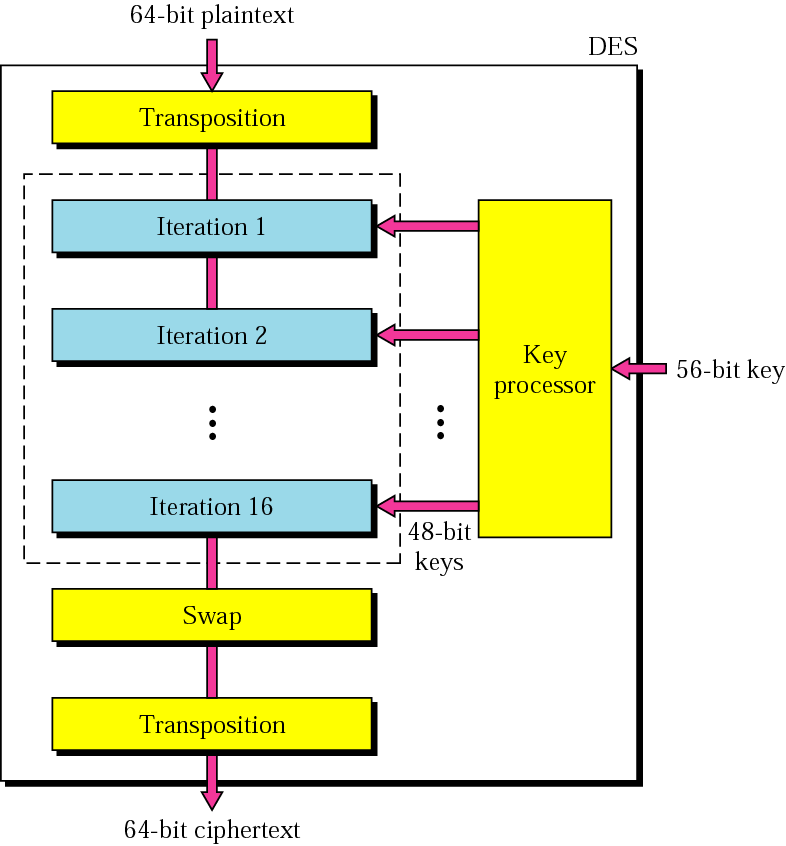 64-bit plaintext
DES
Transposition
Iteration 1
Iteration 2
Key
processor
56-bit key
Iteration 16
48-bit
keys
Swap
Transposition
64-bit ciphertext